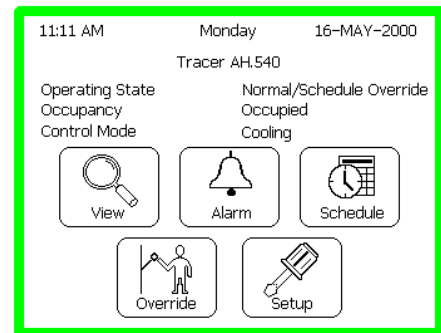 11:11 AM Monday 16-MAY-2000
Tracer AH.540
Operating State Normal/Schedule Override
Occupancy Occupied
Control Mode Cooling
View Alarm Schedule
Override Setup